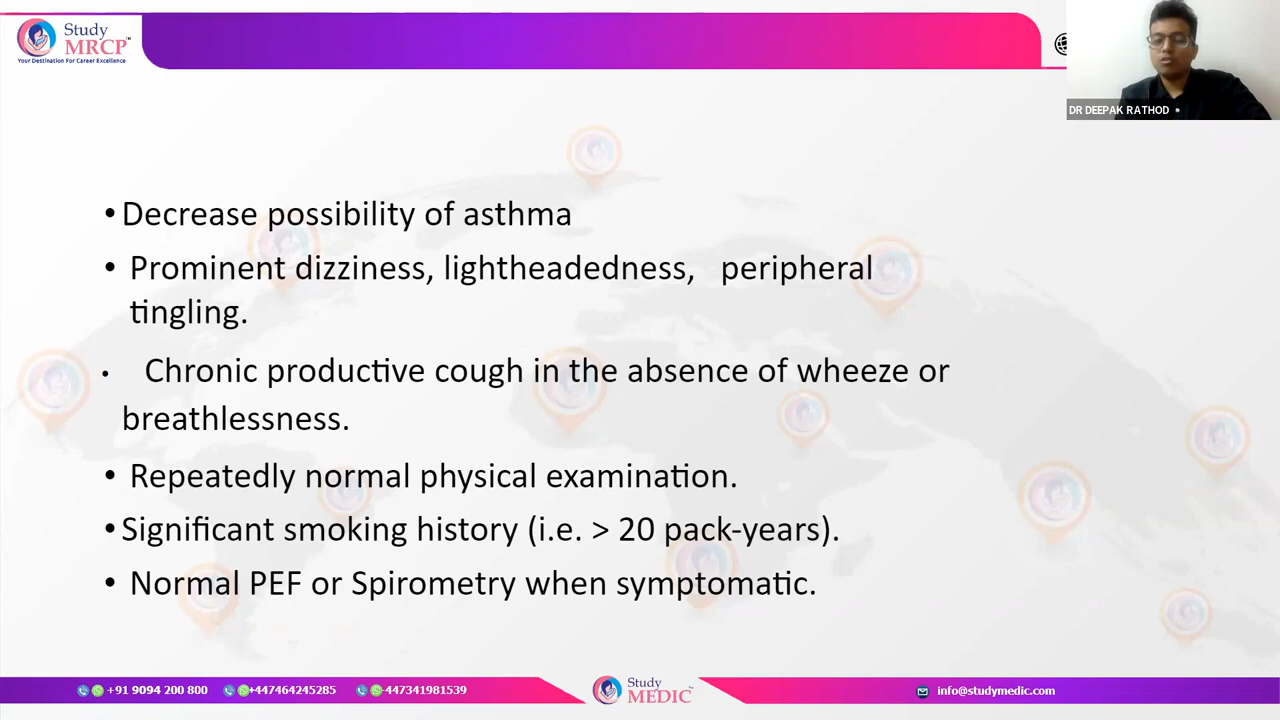 Study
MRCP™
Your Destination For Career Excellence
DR DEEPAK RATHOD
• Decrease possibility of asthma
• Prominent dizziness, lightheadedness, peripheral
tingling.
• Chronic productive cough in the absence of wheeze or
breathlessness.
• Repeatedly normal physical examination.
• Significant smoking history (i.e. > 20 pack-years).
• Normal PEF or Spirometry when symptomatic.
+91 9094 200 800
+447464245285
447341981539
Study
MEDIC™
info@studymedic.com